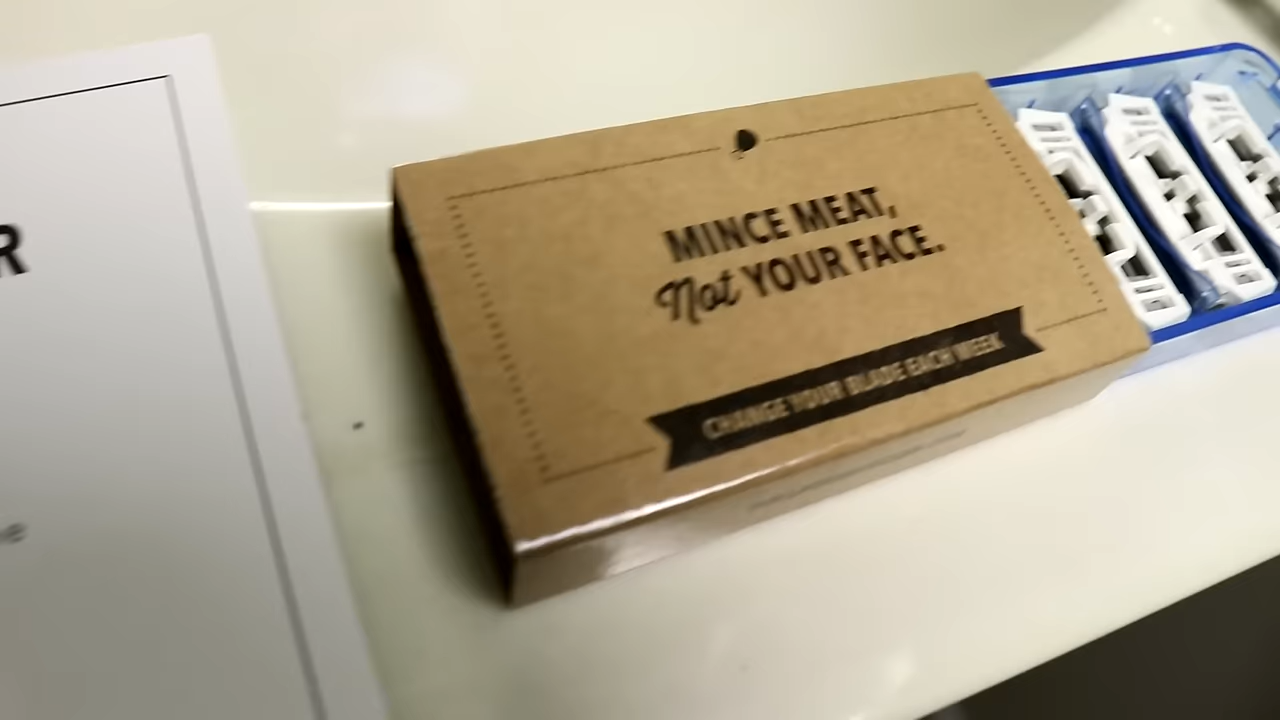 R
MINCE MEAT,
Not YOUR FACE.
CHANGE YOUR BLADE EACH WEEK
e